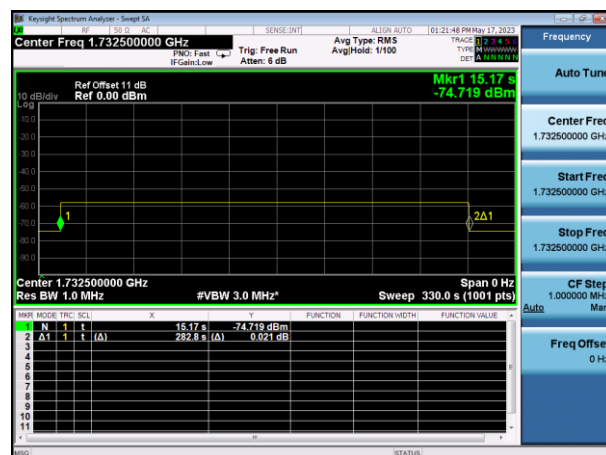 Keysight Spectrum Analyzer - Swept SA
RF 50 Ω AC SENSE:INT ALIGN AUTO 01:21:48 PM May 17, 2023
Center Freq 1.732500000 GHz
PNO: Fast
IFGain:Low
Trig: Free Run
Atten: 6 dB
Avg Type: RMS
Avg|Hold: 1/100
TRACE 1 2 3 4 5 6
TYPE M W W W W W
DET A N N N N N
Frequency
Auto Tune
Ref Offset 11 dB
Ref 0.00 dBm
10 dB/div
Log
Mkr1 15.17 s
-74.719 dBm
-10.0
-20.0
-30.0
-40.0
-50.0
-60.0
-70.0
-80.0
-90.0
1
2Δ1
Center Freq
1.732500000 GHz
Start Freq
1.732500000 GHz
Stop Freq
1.732500000 GHz
CF Step
1.000000 MHz
Auto Man
Freq Offset
0 Hz
Center 1.732500000 GHz Span 0 Hz
Res BW 1.0 MHz #VBW 3.0 MHz* Sweep 330.0 s (1001 pts)
MKR MODE TRC SCL X Y FUNCTION FUNCTION WIDTH FUNCTION VALUE
1 N 1 t 15.17 s -74.719 dBm
2 Δ1 1 t (Δ) 282.8 s (Δ) 0.021 dB
3
4
5
6
7
8
9
10
11
MSG STATUS